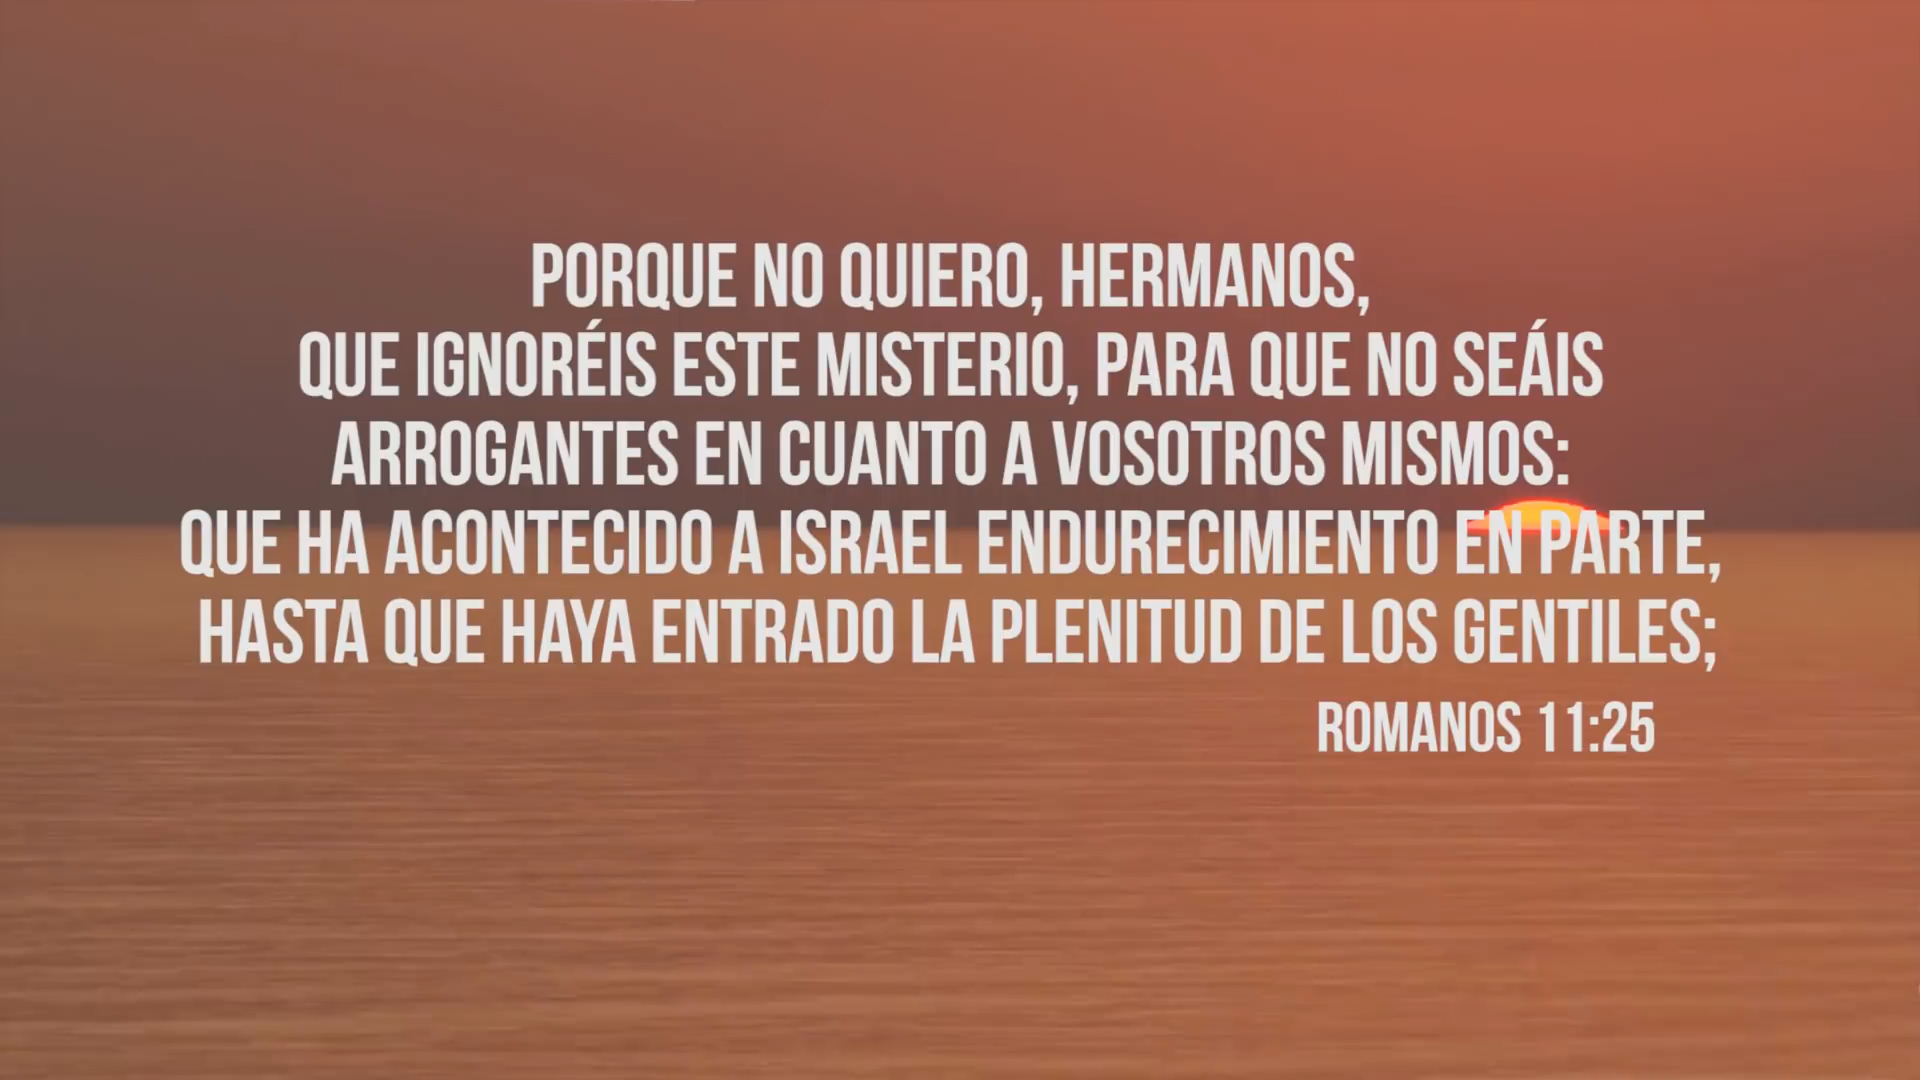 PORQUE NO QUIERO, HERMANOS,
QUE IGNORÉIS ESTE MISTERIO, PARA QUE NO SEÁIS
ARROGANTES EN CUANTO A VOSOTROS MISMOS:
QUE HA ACONTECIDO A ISRAEL ENDURECIMIENTO EN PARTE,
HASTA QUE HAYA ENTRADO LA PLENITUD DE LOS GENTILES;
ROMANOS 11:25